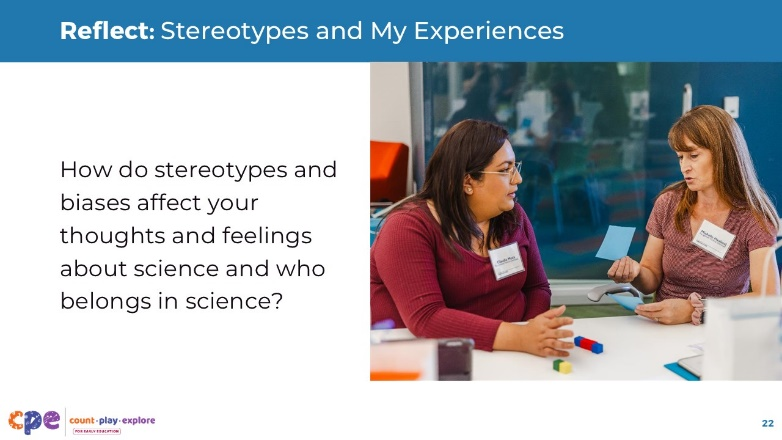 Reflect: Stereotypes and My Experiences
How do stereotypes and
biases affect your
thoughts and feelings
about science and who
belongs in science?
cpe
count·play·explore
FOR EARLY EDUCATION
22